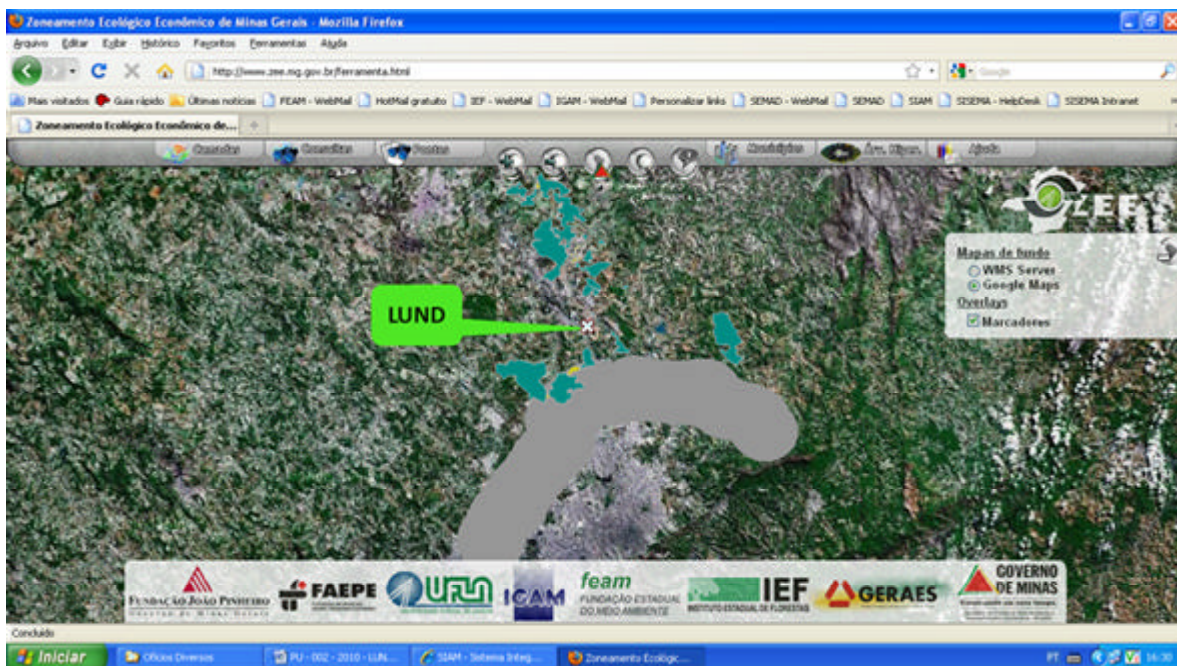 Zoneamento Ecológico Econômico de Minas Gerais - Mozilla Firefox
Arquivo Editar Exibir Histórico Favoritos Ferramentas Ajuda
http://www.zee.mg.gov.br/ferramenta.html
Google
Mais visitados Guia rápido Últimas notícias FEAM - WebMail HotMail gratuito IEF - WebMail IGAM - WebMail Personalizar links SEMAD - WebMail SEMAD SIAM SISEMA - HelpDesk SISEMA Intranet
Zoneamento Ecológico Econômico de...
Camadas Consultas Pontos Municípios Ajuda
ZEE
Mapas de fundo
WMS Server
Google Maps
Overlays
Marcadores
LUND
FUNDAÇÃO JOÃO PINHEIRO
FAEPE
UFLA
IGAM
feam
FUNDAÇÃO ESTADUAL
DO MEIO AMBIENTE
IEF
INSTITUTO ESTADUAL DE FLORESTAS
GERAES
GOVERNO
DE MINAS
Concluído
Iniciar Ofícios Diversos PU - 002 - 2010 - LUN... SIAM - Sistema Integ... Zoneamento Ecológic... PT 16:30